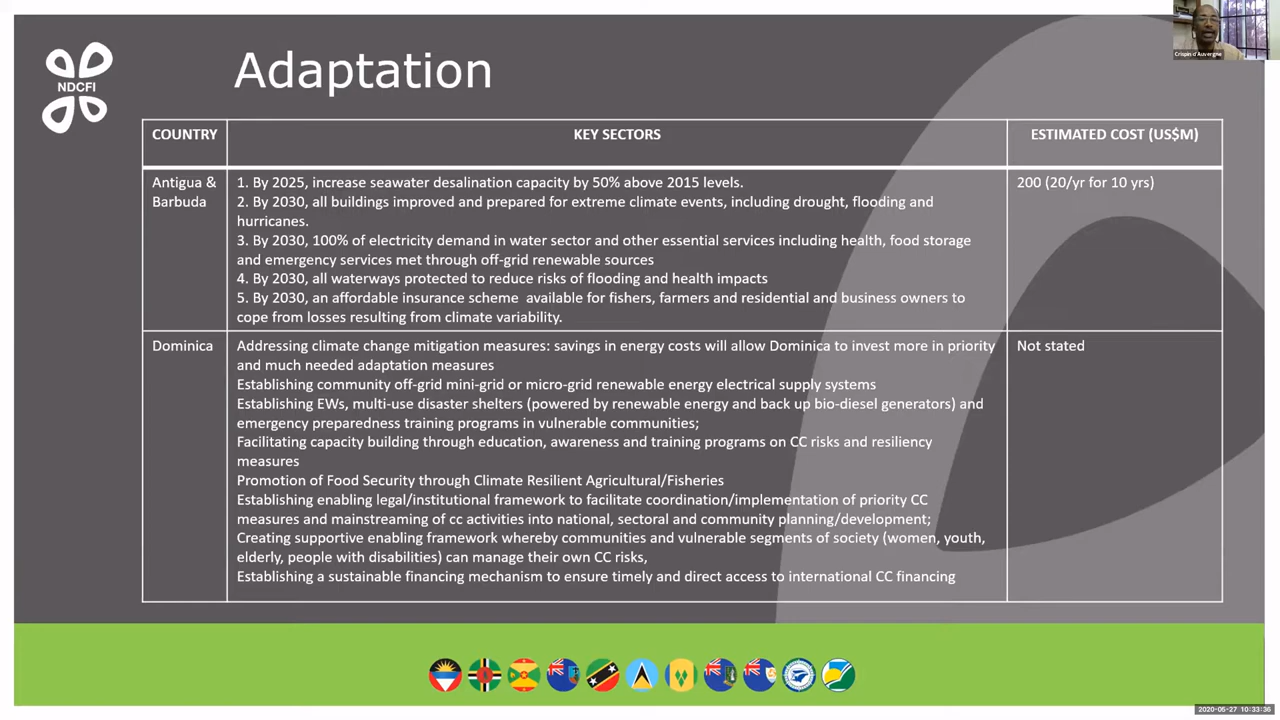 Crispin d'Auvergne
NDCFI
Adaptation
COUNTRY
KEY SECTORS
ESTIMATED COST (US$M)
Antigua &
Barbuda
1. By 2025, increase seawater desalination capacity by 50% above 2015 levels.
2. By 2030, all buildings improved and prepared for extreme climate events, including drought, flooding and
hurricanes.
3. By 2030, 100% of electricity demand in water sector and other essential services including health, food storage
and emergency services met through off-grid renewable sources
4. By 2030, all waterways protected to reduce risks of flooding and health impacts
5. By 2030, an affordable insurance scheme available for fishers, farmers and residential and business owners to
cope from losses resulting from climate variability.
200 (20/yr for 10 yrs)
Dominica
Addressing climate change mitigation measures: savings in energy costs will allow Dominica to invest more in priority
and much needed adaptation measures
Establishing community off-grid mini-grid or micro-grid renewable energy electrical supply systems
Establishing EWs, multi-use disaster shelters (powered by renewable energy and back up bio-diesel generators) and
emergency preparedness training programs in vulnerable communities;
Facilitating capacity building through education, awareness and training programs on CC risks and resiliency
measures
Promotion of Food Security through Climate Resilient Agricultural/Fisheries
Establishing enabling legal/institutional framework to facilitate coordination/implementation of priority CC
measures and mainstreaming of cc activities into national, sectoral and community planning/development;
Creating supportive enabling framework whereby communities and vulnerable segments of society (women, youth,
elderly, people with disabilities) can manage their own CC risks,
Establishing a sustainable financing mechanism to ensure timely and direct access to international CC financing
Not stated
2020-05-27 10:33:36